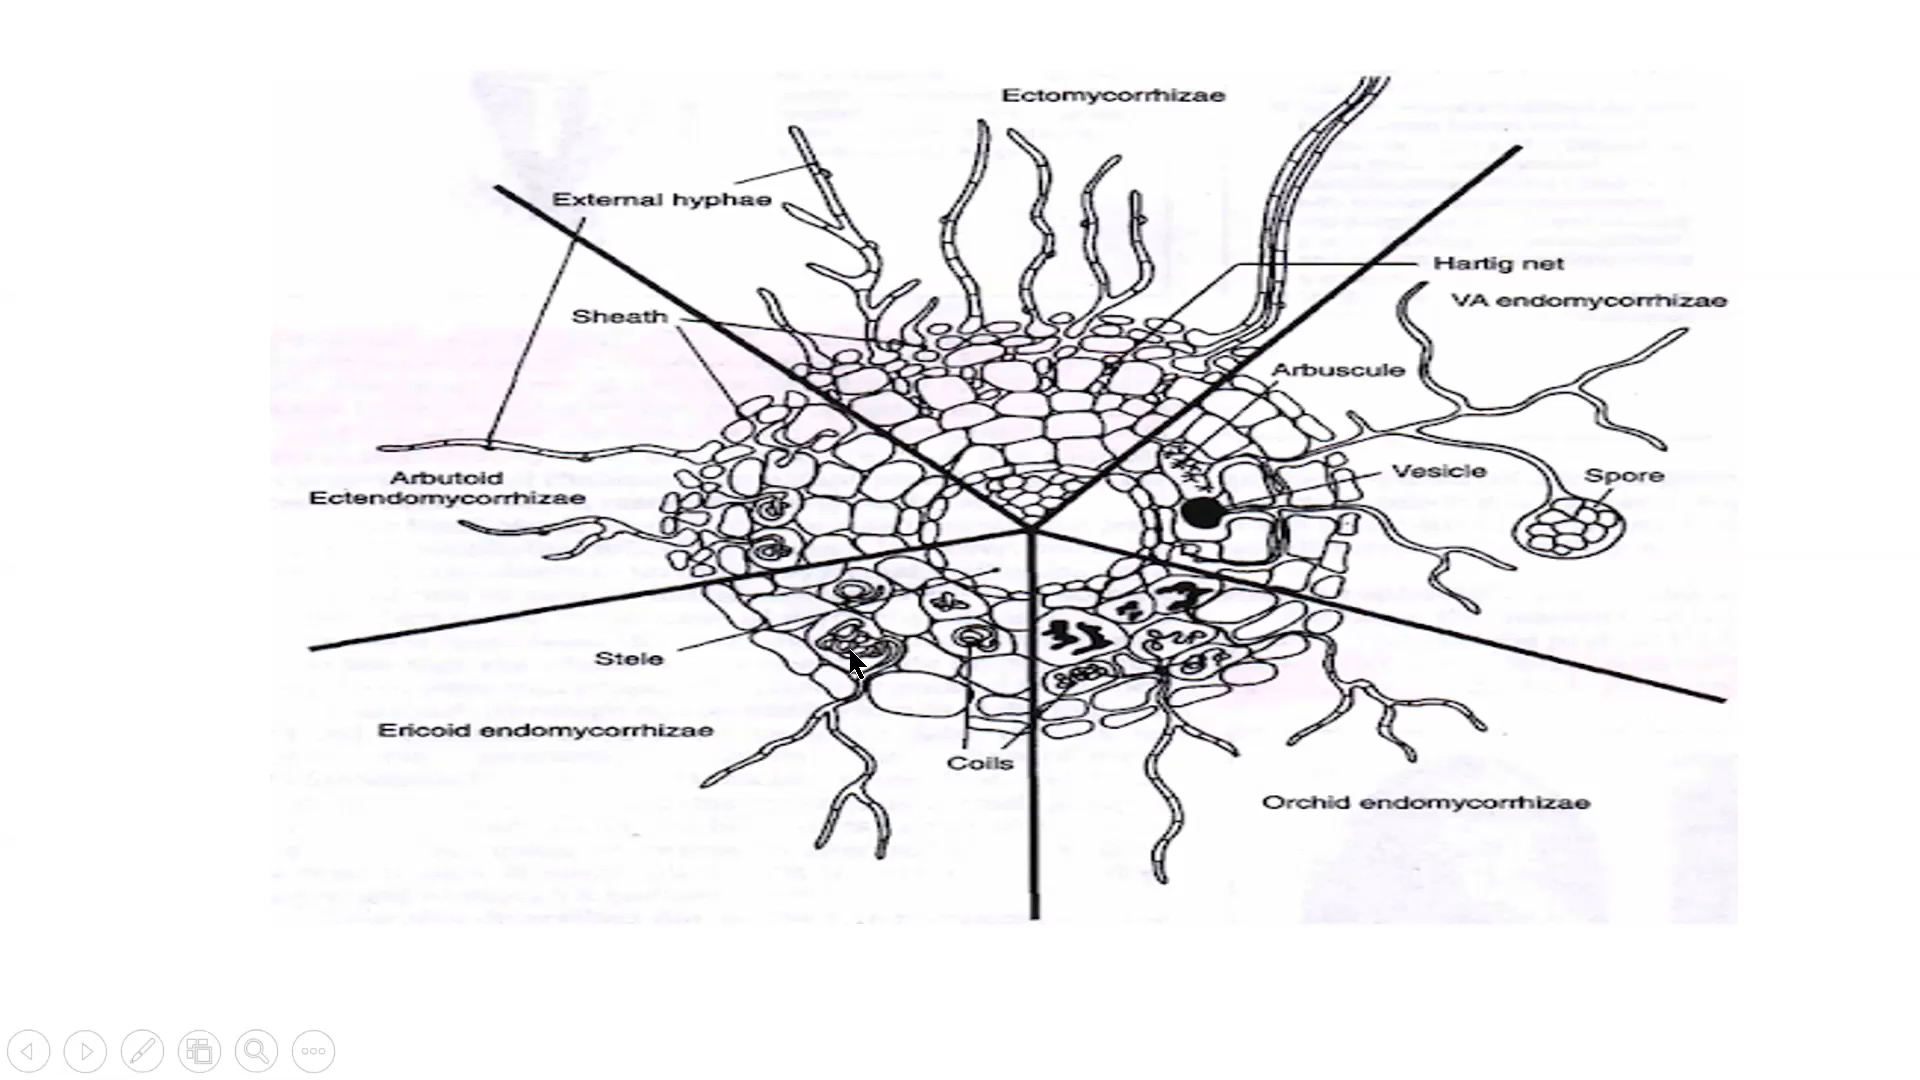 Ectomycorrhizae
External hyphae
Hartig net
VA endomycorrhizae
Sheath
Arbuscule
Vesicle
Spore
Arbutoid
Ectendomycorrhizae
Stele
Ericoid endomycorrhizae
Coils
Orchid endomycorrhizae